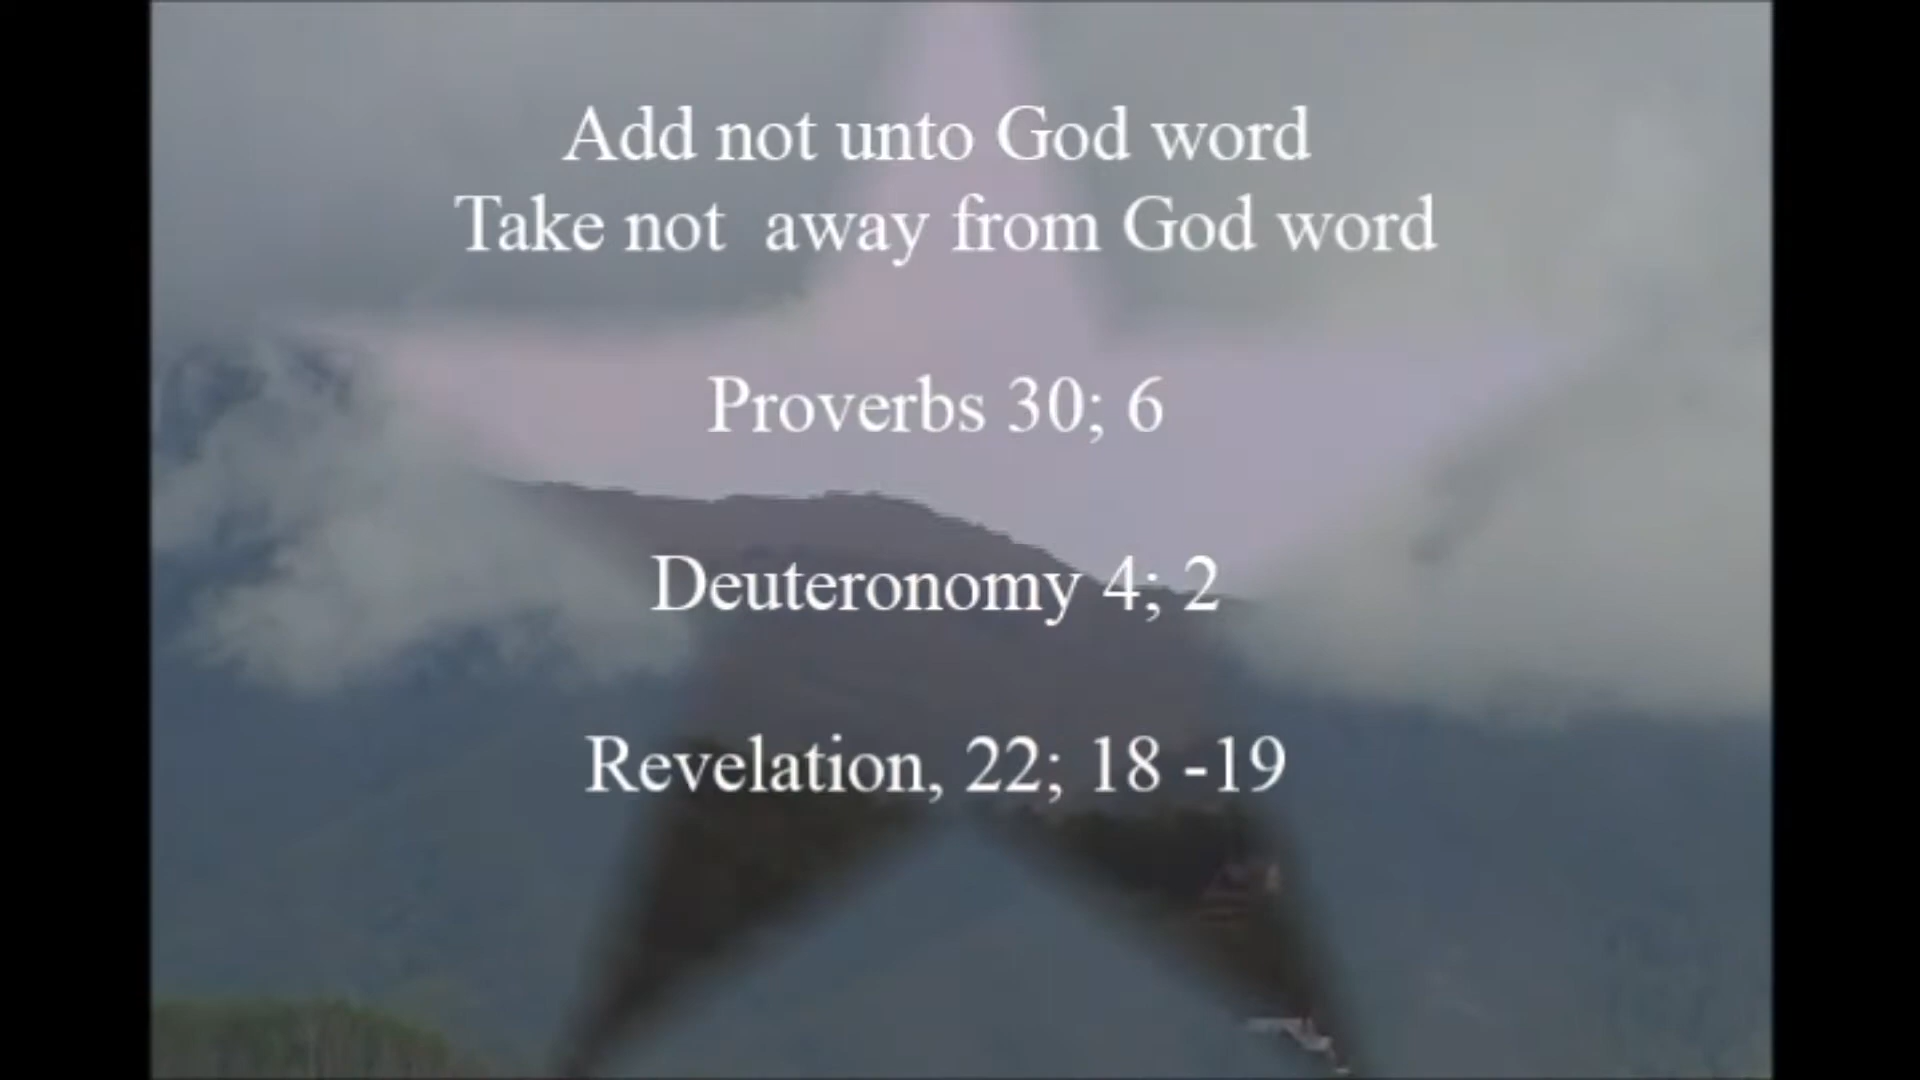 Add not unto God word
Take not  away from God word
Proverbs 30; 6
Deuteronomy 4; 2
Revelation, 22; 18 -19